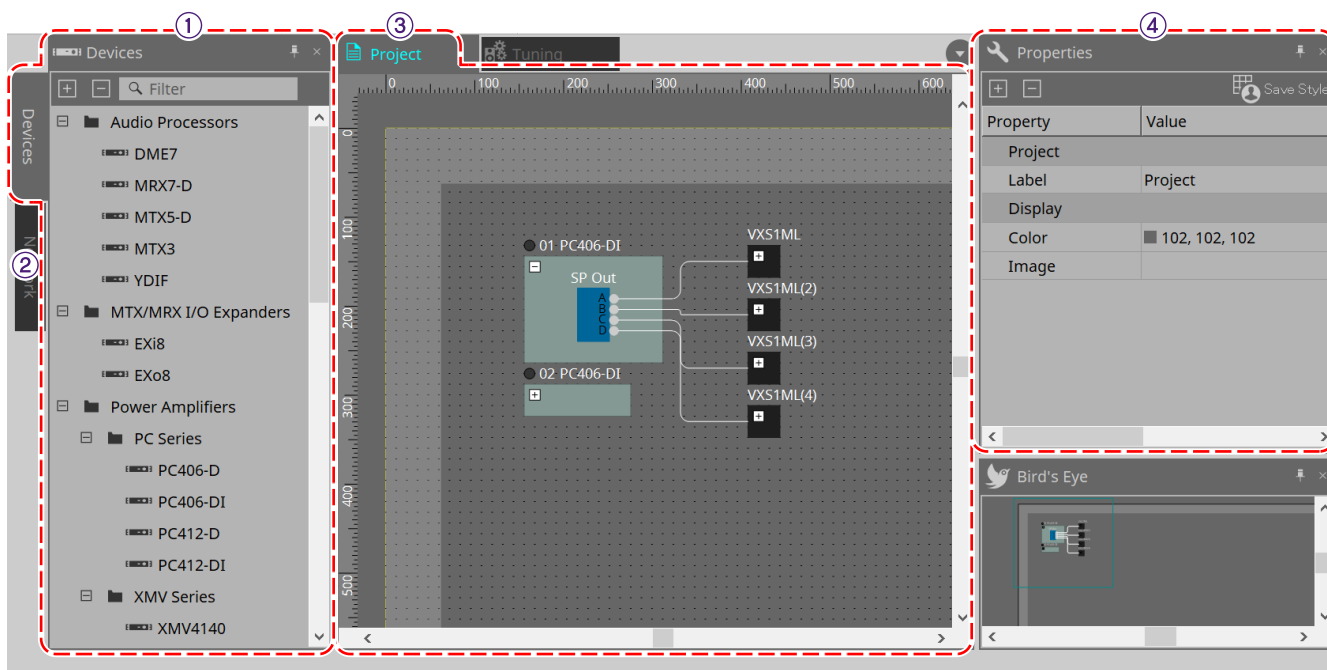 ①
③
④
Devices
Filter
Audio Processors
DME7
MRX7-D
MTX5-D
MTX3
YDIF
MTX/MRX I/O Expanders
EXi8
EXo8
Power Amplifiers
PC Series
PC406-D
PC406-DI
PC412-D
PC412-DI
XMV Series
XMV4140
Devices
②
Project
Tuning
0 100 200 300 400 500 600
0
100
200
300
400
500
01 PC406-DI
SP Out
A
B
C
D
02 PC406-DI
VXS1ML
VXS1ML(2)
VXS1ML(3)
VXS1ML(4)
Properties
Save Style
Property Value
Project
Label Project
Display
Color 102, 102, 102
Image
Bird's Eye